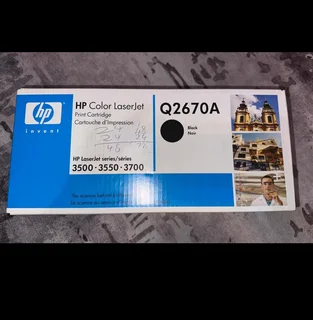 HP Color LaserJet
Print Cartridge
Cartouche d'Impression
Q2670A
hp
invent
Black
Noir
HP LaserJet series/séries
3500 • 3550 • 3700